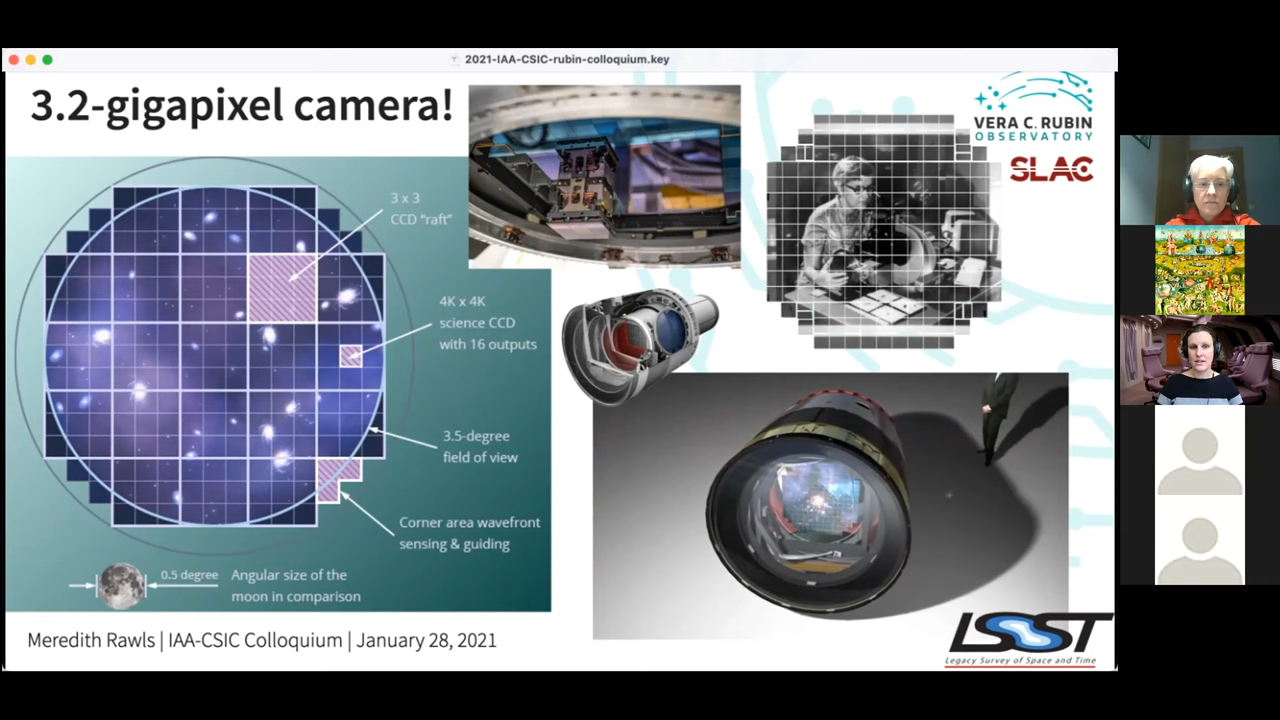 2021-IAA-CSIC-rubin-colloquium.key
3.2-gigapixel camera!
VERA C. RUBIN
OBSERVATORY
SLAC
3 x 3
CCD “raft”
4K x 4K
science CCD
with 16 outputs
3.5-degree
field of view
Corner area wavefront
sensing & guiding
0.5 degree
Angular size of the
moon in comparison
Meredith Rawls | IAA-CSIC Colloquium | January 28, 2021
LSST
Legacy Survey of Space and Time